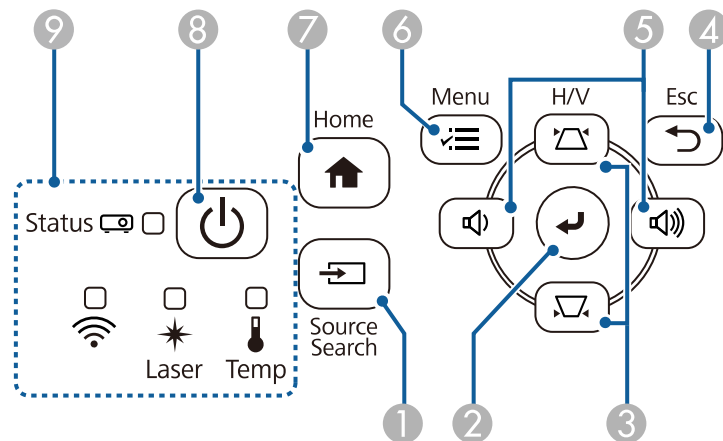 9 8 7 6 5 4
Menu H/V Esc
Home
Status
Source
Search
Laser Temp
1 2 3